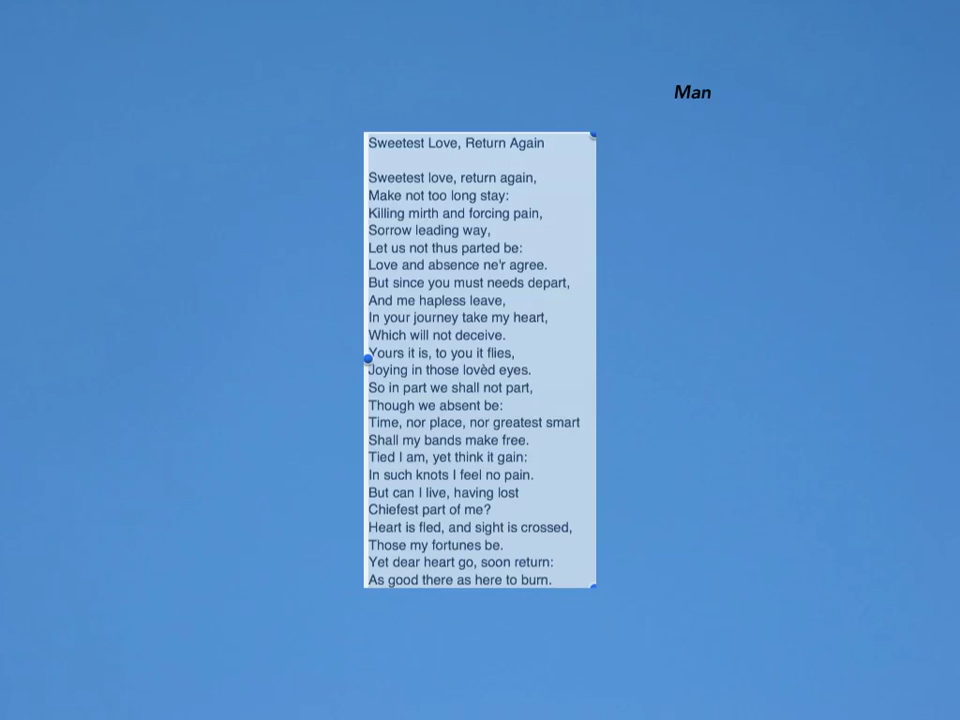 Man
Sweetest Love, Return Again
Sweetest love, return again,
Make not too long stay:
Killing mirth and forcing pain,
Sorrow leading way,
Let us not thus parted be:
Love and absence ne'r agree.
But since you must needs depart,
And me hapless leave,
In your journey take my heart,
Which will not deceive.
Yours it is, to you it flies,
Joying in those lovèd eyes.
So in part we shall not part,
Though we absent be:
Time, nor place, nor greatest smart
Shall my bands make free.
Tied I am, yet think it gain:
In such knots I feel no pain.
But can I live, having lost
Chiefest part of me?
Heart is fled, and sight is crossed,
Those my fortunes be.
Yet dear heart go, soon return:
As good there as here to burn.